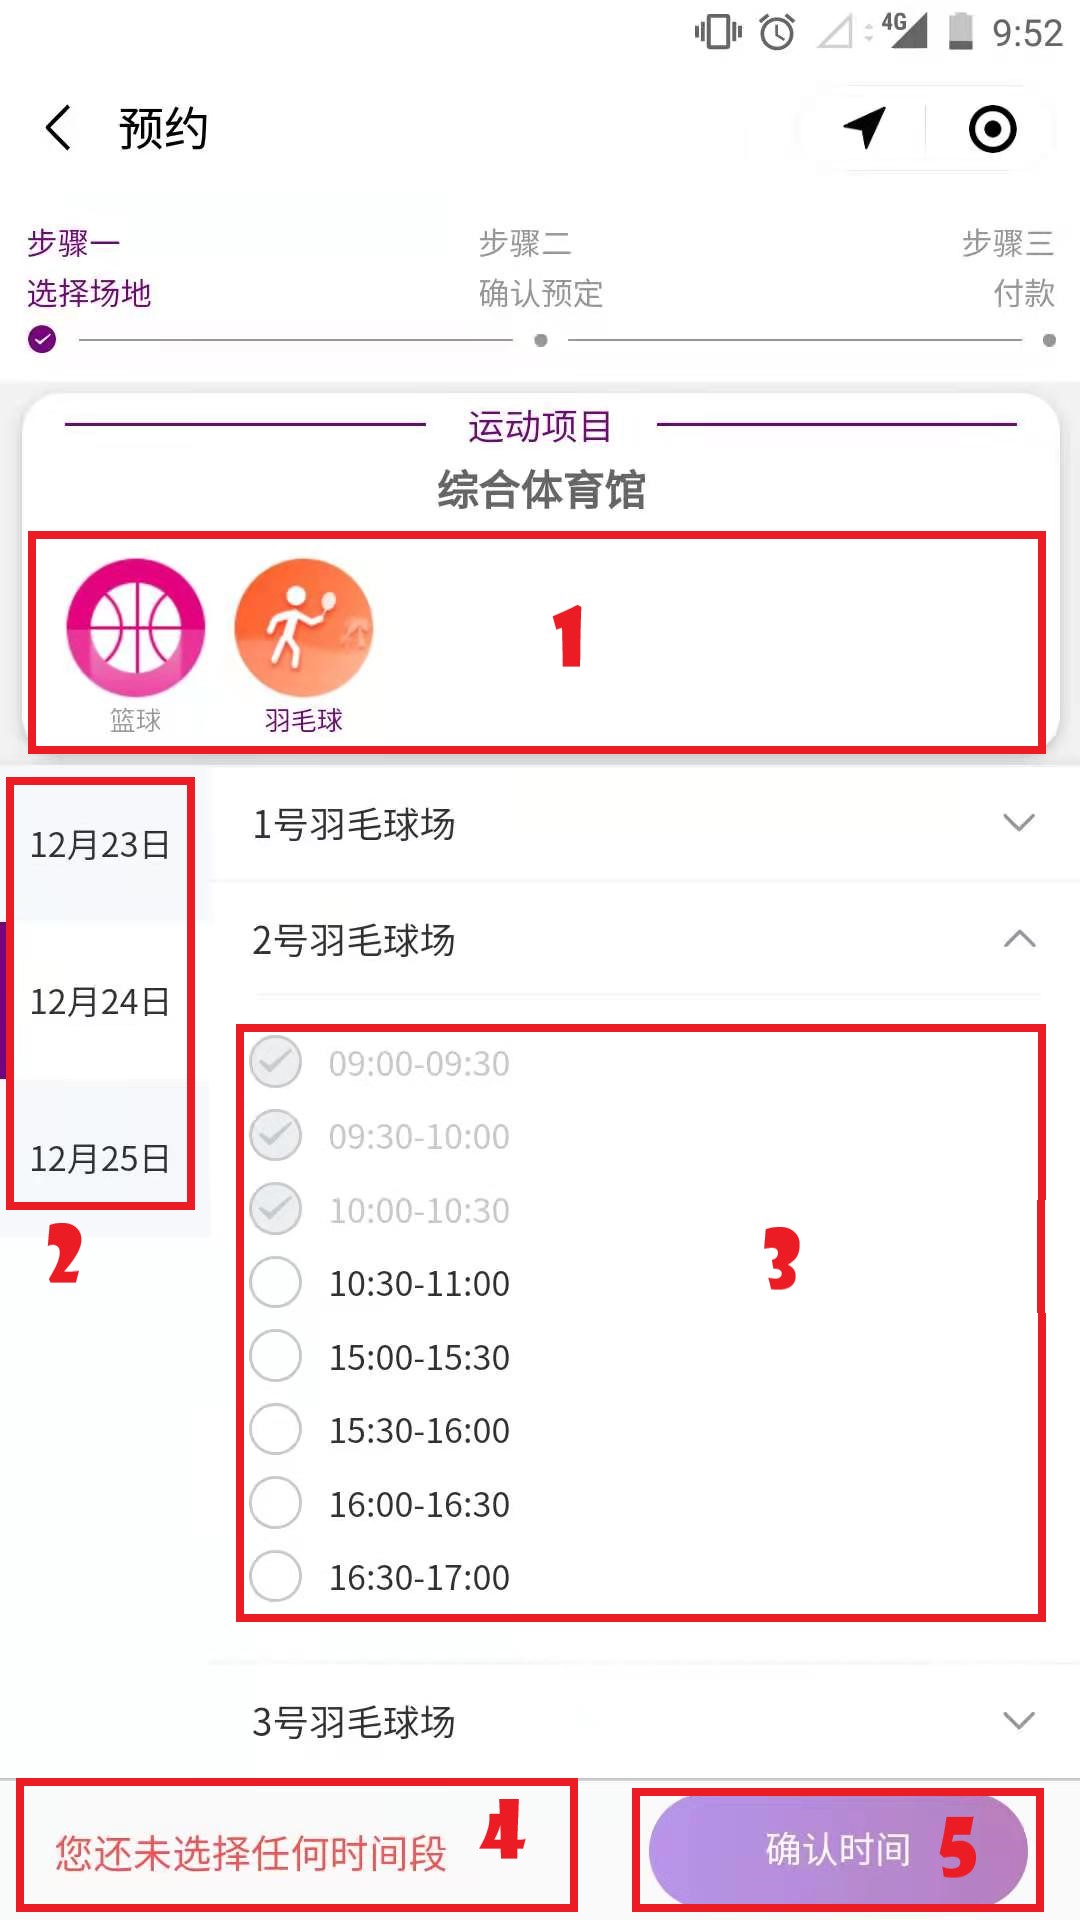 4G 9:52
预约
步骤一 步骤二 步骤三
选择场地 确认预定 付款
运动项目
综合体育馆
1
篮球 羽毛球
12月23日
12月24日
12月25日
2
1号羽毛球场
2号羽毛球场
09:00-09:30
09:30-10:00
10:00-10:30
10:30-11:00
15:00-15:30
15:30-16:00
16:00-16:30
16:30-17:00
3
3号羽毛球场
您还未选择任何时间段 4
确认时间 5